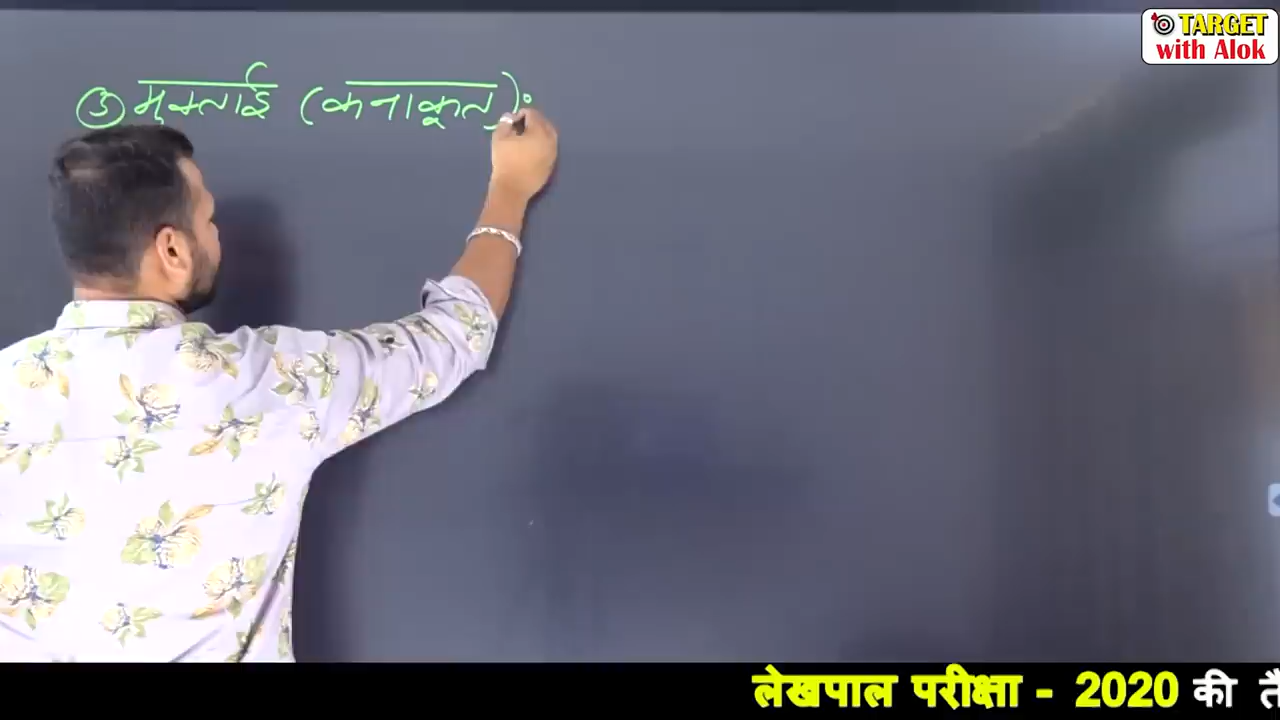 TARGET
with Alok
③ मुक्ताई (कनाकूत):
लेखपाल परीक्षा - 2020 की तै